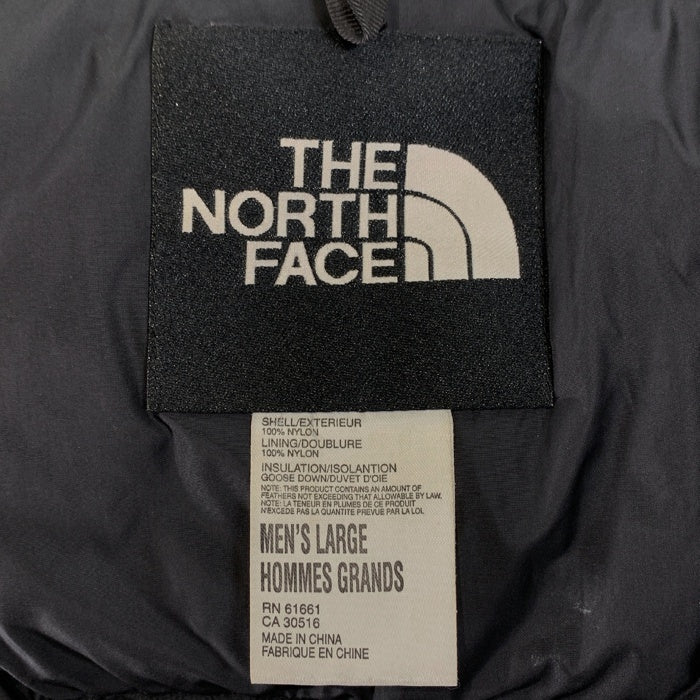 THE
NORTH
FACE
SHELL/EXTERIEUR
100% NYLON
LINING/DOUBLURE
100% NYLON
INSULATION/ISOLANTION
GOOSE DOWN/DUVET D'OIE
NOTE: THIS PRODUCT CONTAINS AN AMOUNT OF
FEATHERS NOT EXCEEDING THAT ALLOWABLE BY LAW.
NOTE: LA TENEUR EN PLUMES DE CE PRODUIT
N'EXCEDE PAS LA QUANTITE PREVUE PAR LA LOI.
MEN'S LARGE
HOMMES GRANDS
RN 61661
CA 30516
MADE IN CHINA
FABRIQUE EN CHINE